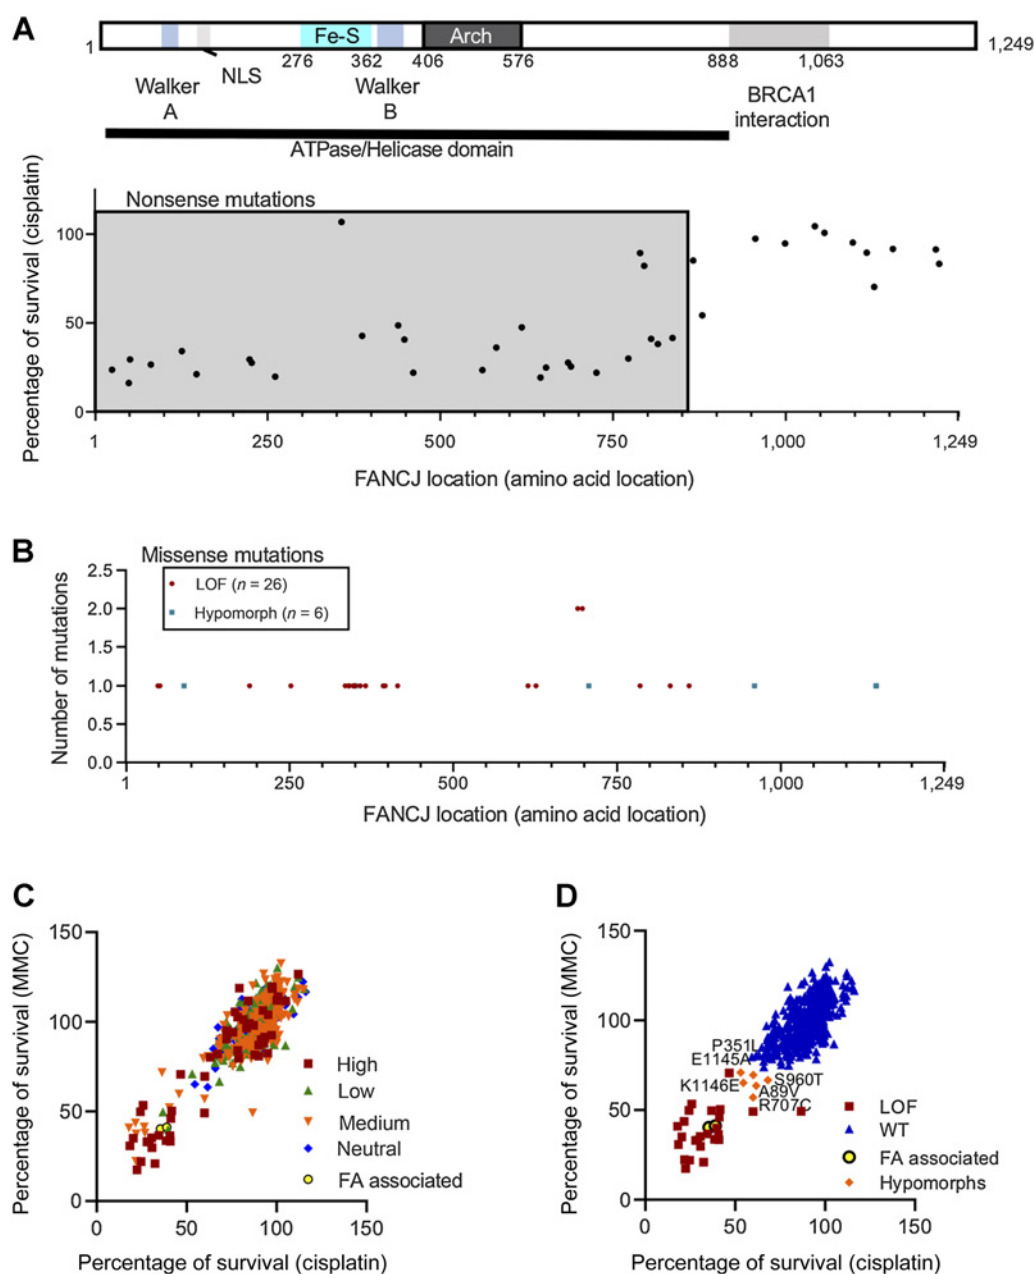 A
Fe-S
Arch
1
276
362
406
576
888
1,063
1,249
NLS
Walker
A
Walker
B
BRCA1
interaction
ATPase/Helicase domain
Nonsense mutations
Percentage of survival (cisplatin)
100
50
0
1
250
500
750
1,000
1,249
FANCJ location (amino acid location)
B
Missense mutations
LOF (n = 26)
Hypomorph (n = 6)
Number of mutations
2.5
2.0
1.5
1.0
0.5
0.0
1
250
500
750
1,000
1,249
FANCJ location (amino acid location)
C
Percentage of survival (MMC)
150
100
50
0
High
Low
Medium
Neutral
FA associated
0
50
100
150
Percentage of survival (cisplatin)
D
Percentage of survival (MMC)
150
100
50
0
P351L
E1145A
K1146E
S960T
A89V
R707C
LOF
WT
FA associated
Hypomorphs
0
50
100
150
Percentage of survival (cisplatin)